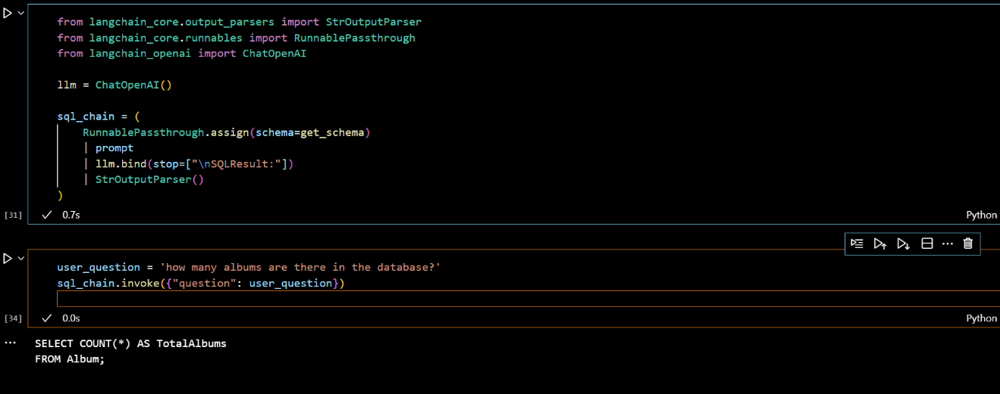 from langchain_core.output_parsers import StrOutputParser
from langchain_core.runnables import RunnablePassthrough
from langchain_openai import ChatOpenAI
llm = ChatOpenAI()
sql_chain = (
    RunnablePassthrough.assign(schema=get_schema)
    | prompt
    | llm.bind(stop=["\nSQLResult:"])
    | StrOutputParser()
)
[31] 0.7s Python
user_question = 'how many albums are there in the database?'
sql_chain.invoke({"question": user_question})
[34] 0.0s Python
SELECT COUNT(*) AS TotalAlbums
FROM Album;